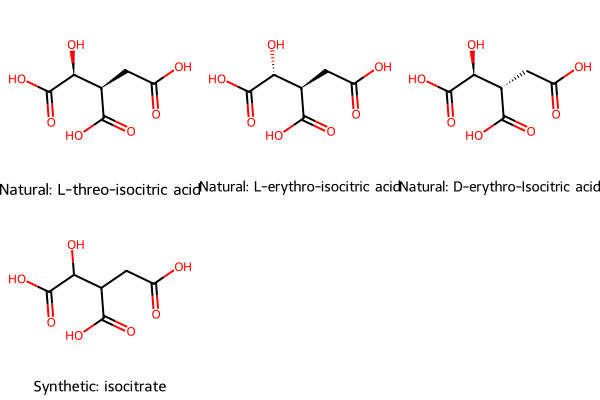 OH
HO
OH
O
HO
O
O
Natural: L-threo-isocitric acid
OH
HO
OH
O
HO
O
O
Natural: L-erythro-isocitric acid
OH
HO
OH
O
HO
O
O
Natural: D-erythro-Isocitric acid
OH
HO
OH
O
HO
O
O
Synthetic: isocitrate